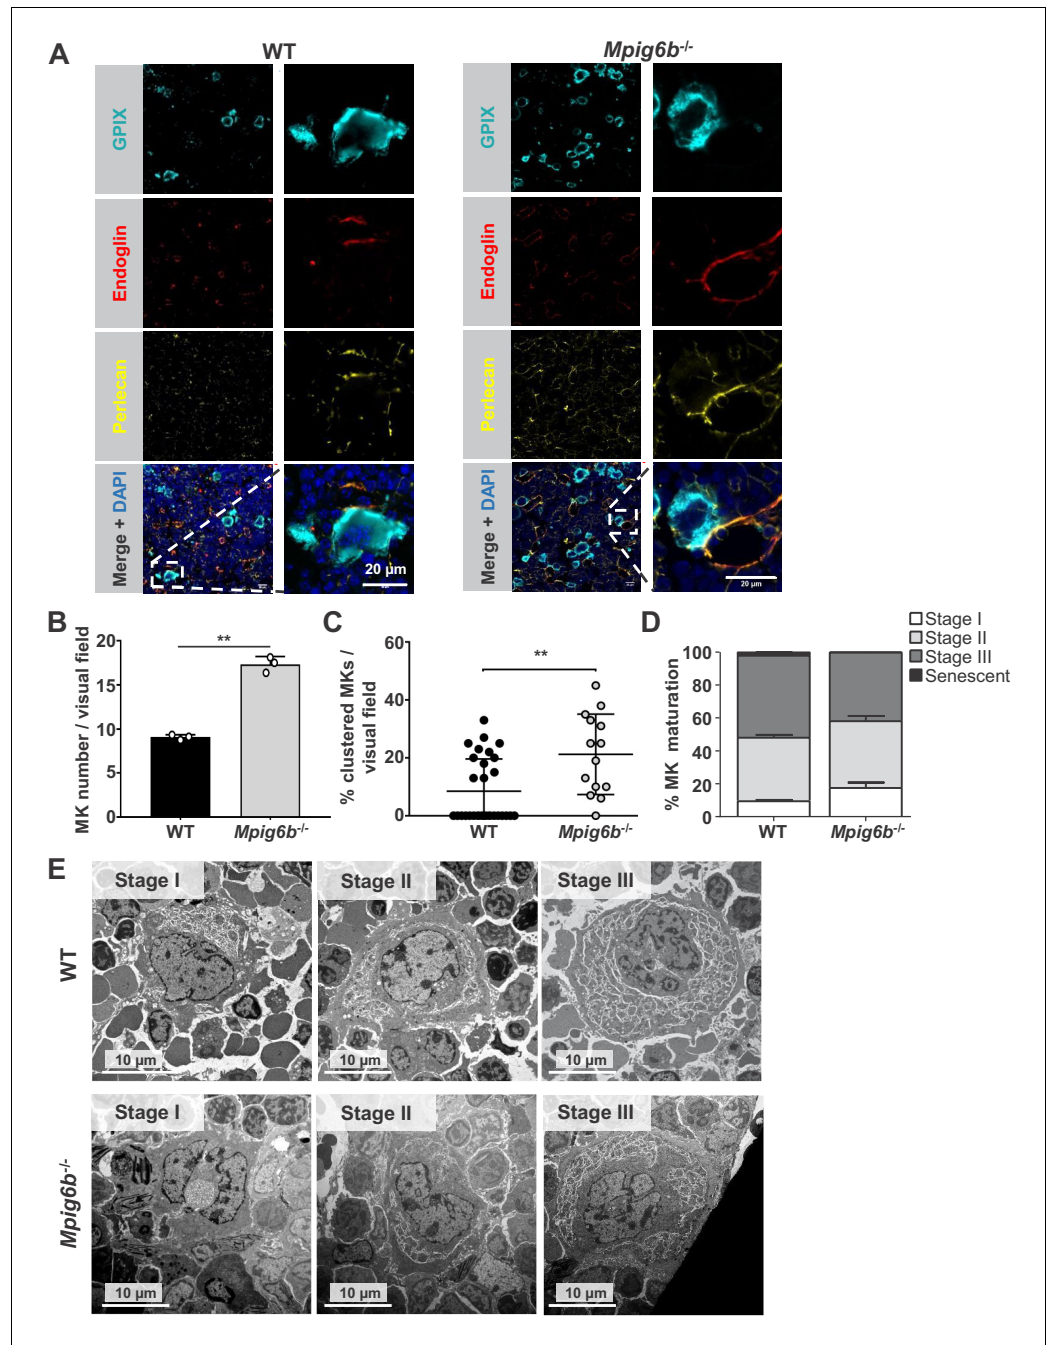 A
WT
Mpig6b-/-
GPIX
GPIX
Endoglin
Endoglin
Perlecan
Perlecan
Merge + DAPI
Merge + DAPI
20 µm
20 µm
B
MK number / visual field
20
15
10
5
0
**
WT
Mpig6b-/-
C
% clustered MKs /
visual field
60
40
20
0
**
WT
Mpig6b-/-
D
% MK maturation
100
80
60
40
20
0
WT
Mpig6b-/-
Stage I
Stage II
Stage III
Senescent
E
WT
Stage I
10 µm
Stage II
10 µm
Stage III
10 µm
Mpig6b-/-
Stage I
10 µm
Stage II
10 µm
Stage III
10 µm